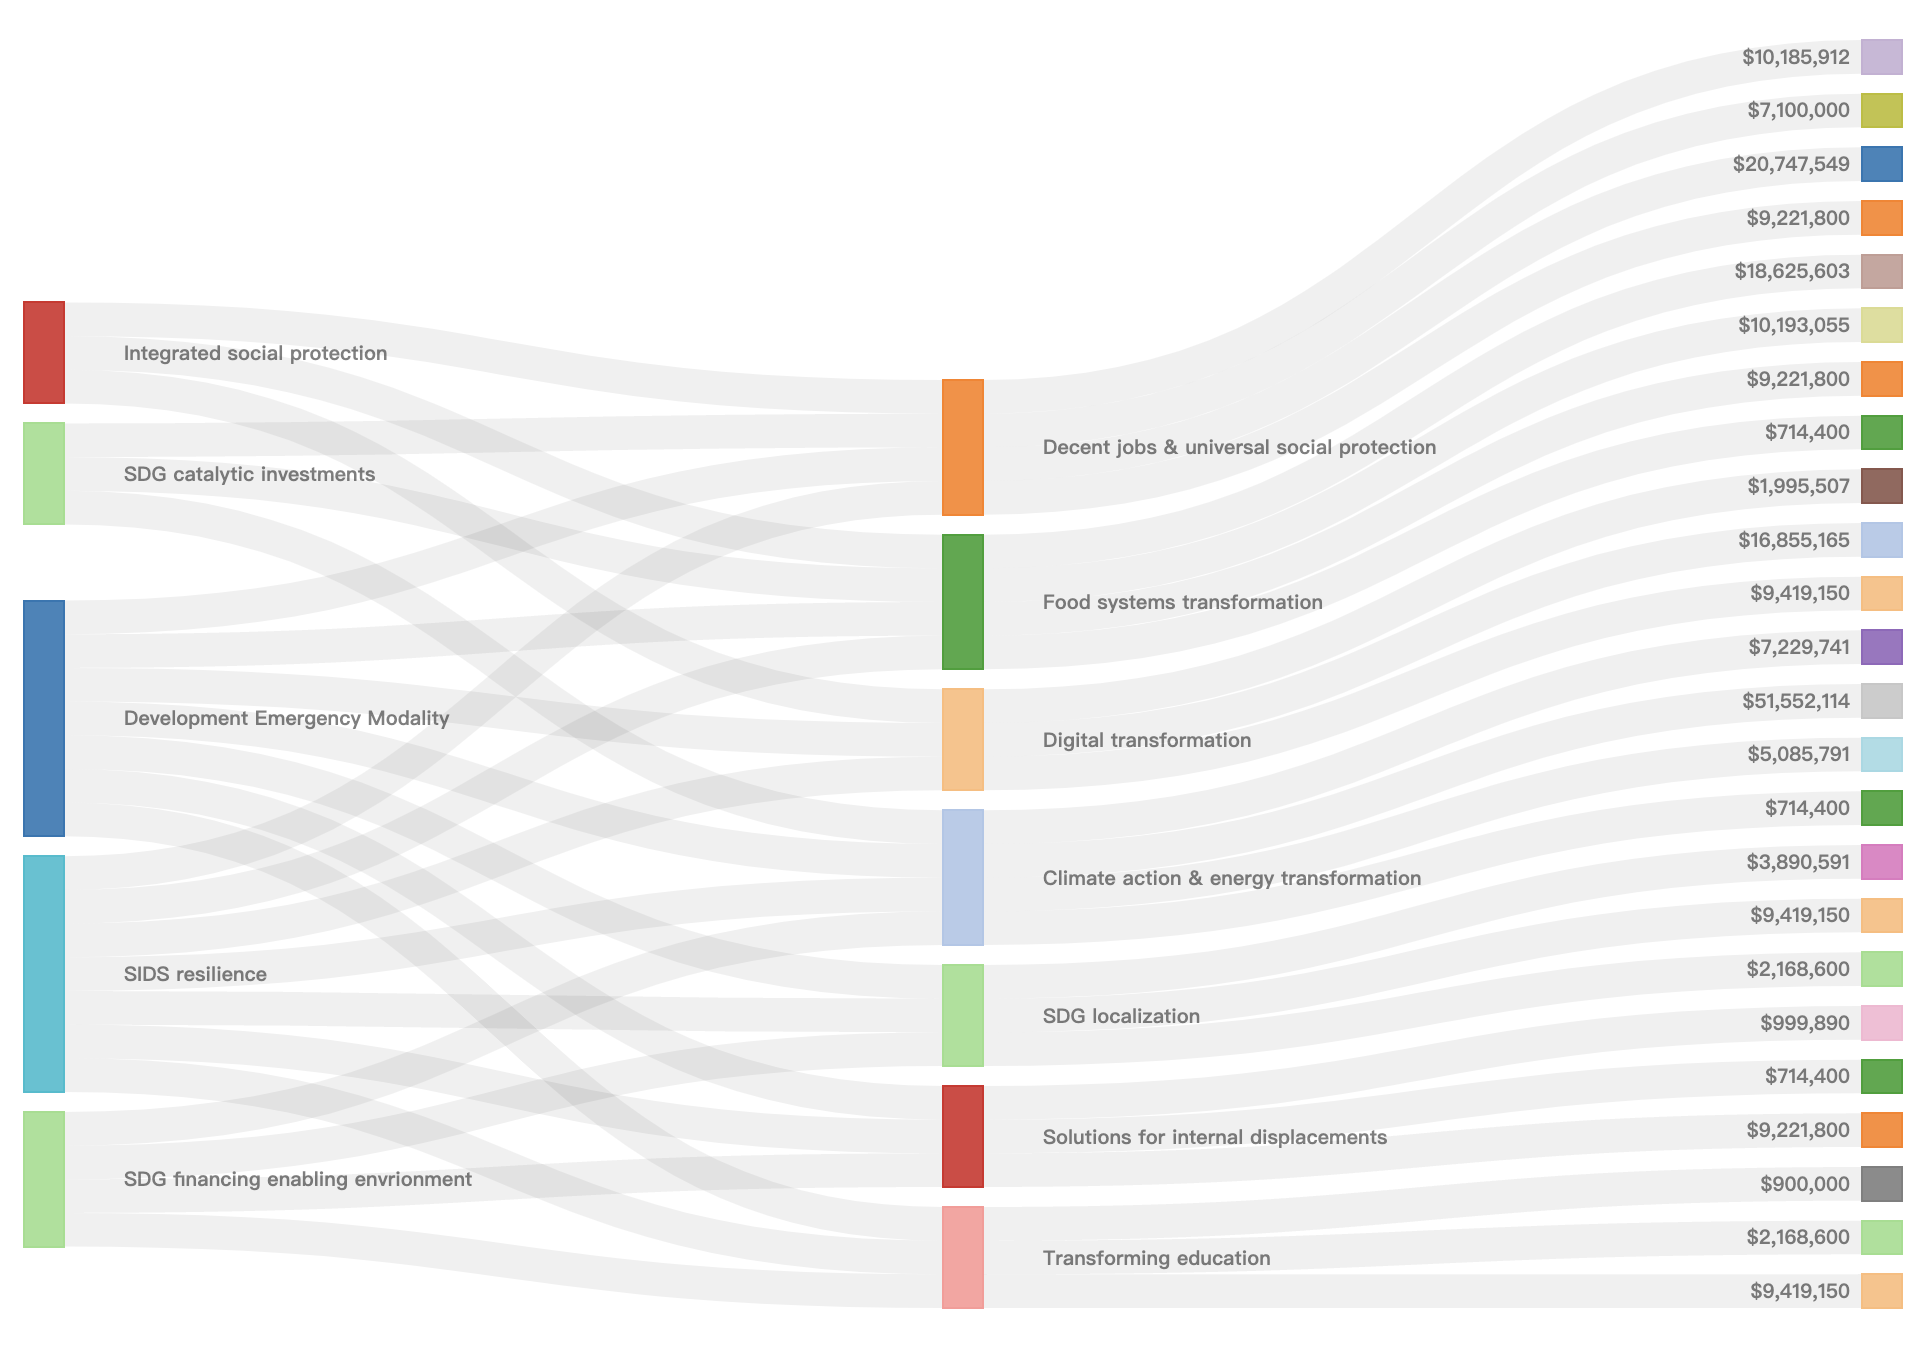 Integrated social protection
SDG catalytic investments
Development Emergency Modality
SIDS resilience
SDG financing enabling envrionment
Decent jobs & universal social protection
Food systems transformation
Digital transformation
Climate action & energy transformation
SDG localization
Solutions for internal displacements
Transforming education
$10,185,912
$7,100,000
$20,747,549
$9,221,800
$18,625,603
$10,193,055
$9,221,800
$714,400
$1,995,507
$16,855,165
$9,419,150
$7,229,741
$51,552,114
$5,085,791
$714,400
$3,890,591
$9,419,150
$2,168,600
$999,890
$714,400
$9,221,800
$900,000
$2,168,600
$9,419,150